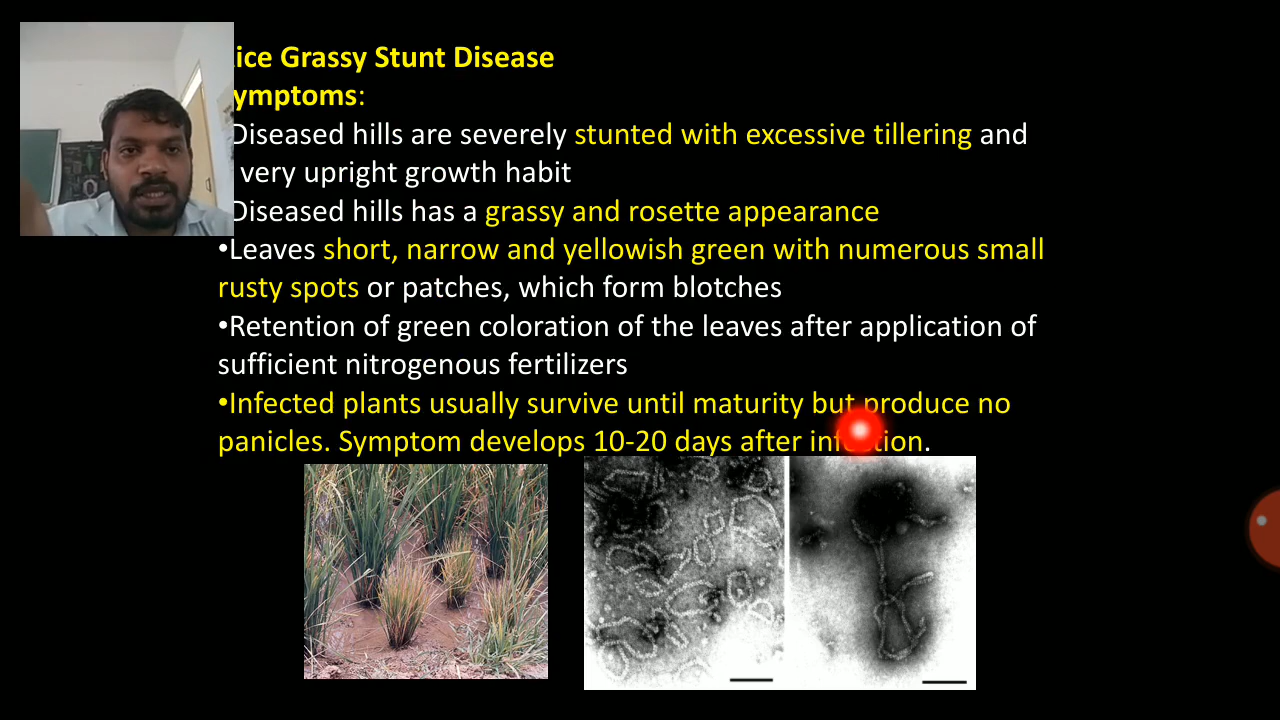 ice Grassy Stunt Disease
ymptoms:
Diseased hills are severely stunted with excessive tillering and
very upright growth habit
Diseased hills has a grassy and rosette appearance
•Leaves short, narrow and yellowish green with numerous small
rusty spots or patches, which form blotches
•Retention of green coloration of the leaves after application of
sufficient nitrogenous fertilizers
•Infected plants usually survive until maturity but produce no
panicles. Symptom develops 10-20 days after infection.